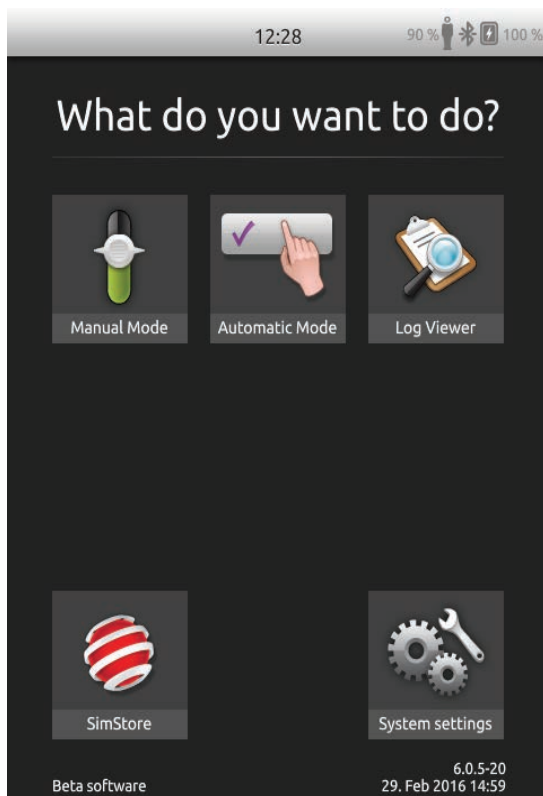 12:28
90 % 100 %
What do you want to do?
Manual Mode Automatic Mode Log Viewer
SimStore System settings
6.0.5-20
Beta software 29. Feb 2016 14:59